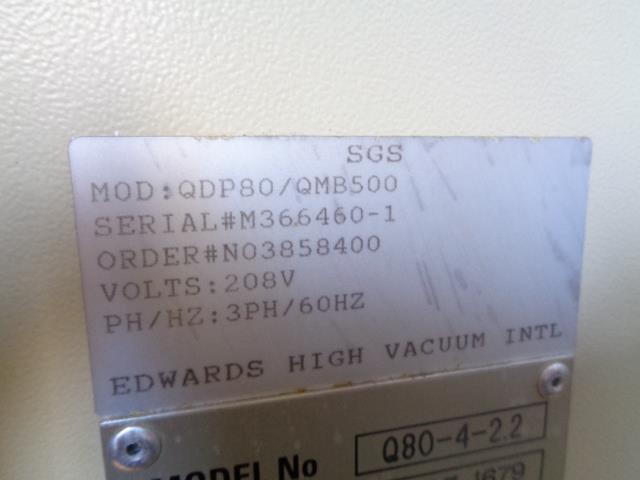 SGS
MOD:QDP80/QMB500
SERIAL#M366460-1
ORDER#N03858400
VOLTS:208V
PH/HZ:3PH/60HZ
EDWARDS HIGH VACUUM INTL
MODEL No Q80-4-2.2